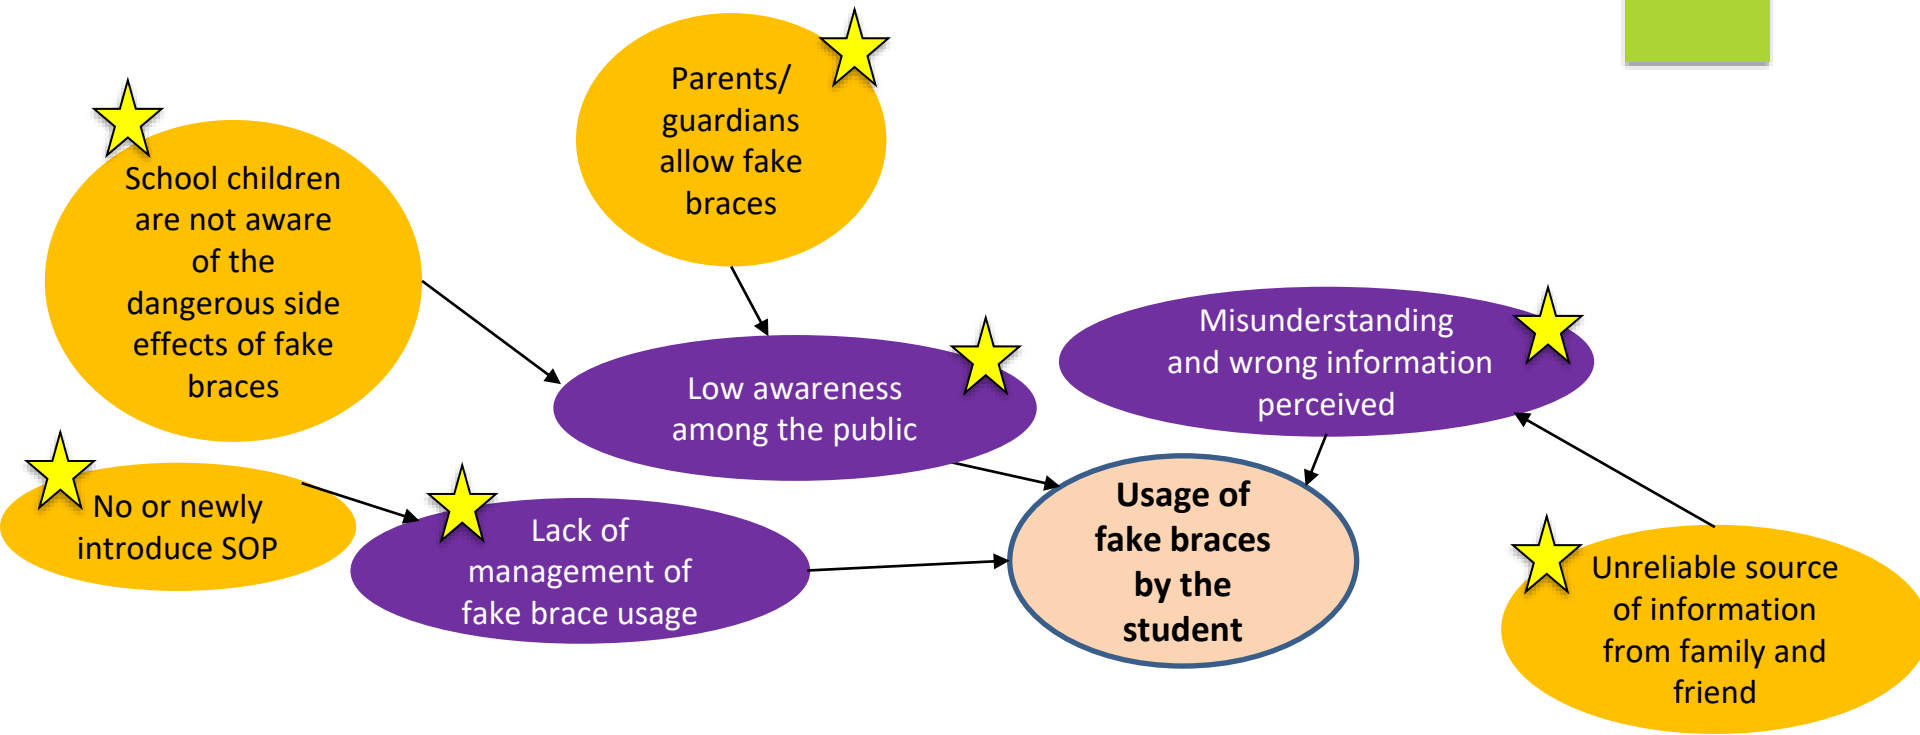 Parents/
guardians
allow fake
braces
School children
are not aware
of the
dangerous side
effects of fake
braces
Misunderstanding
and wrong information
perceived
Low awareness
among the public
No or newly
introduce SOP
Lack of
management of
fake brace usage
Usage of
fake braces
by the
student
Unreliable source
of information
from family and
friend